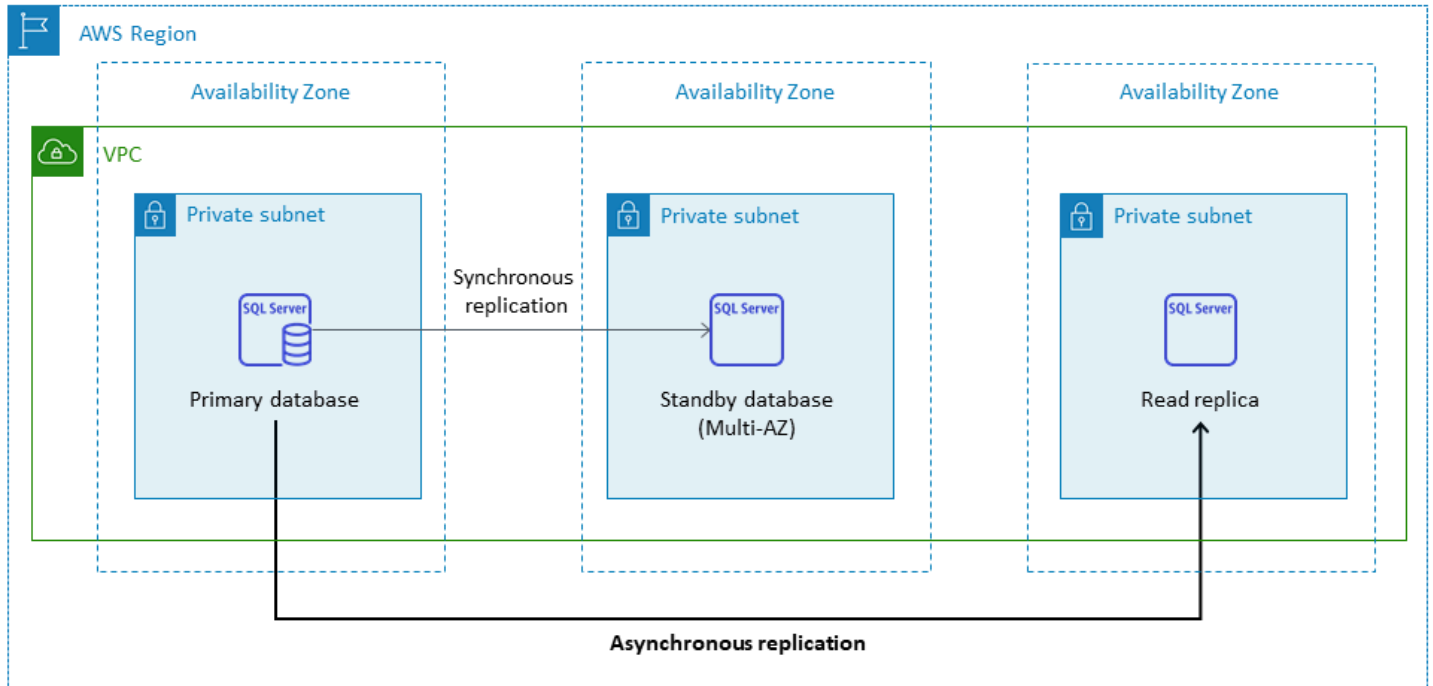 AWS Region
Availability Zone
Availability Zone
Availability Zone
VPC
Private subnet
Private subnet
Private subnet
Synchronous
replication
SQL Server
SQL Server
SQL Server
Primary database
Standby database
(Multi-AZ)
Read replica
Asynchronous replication